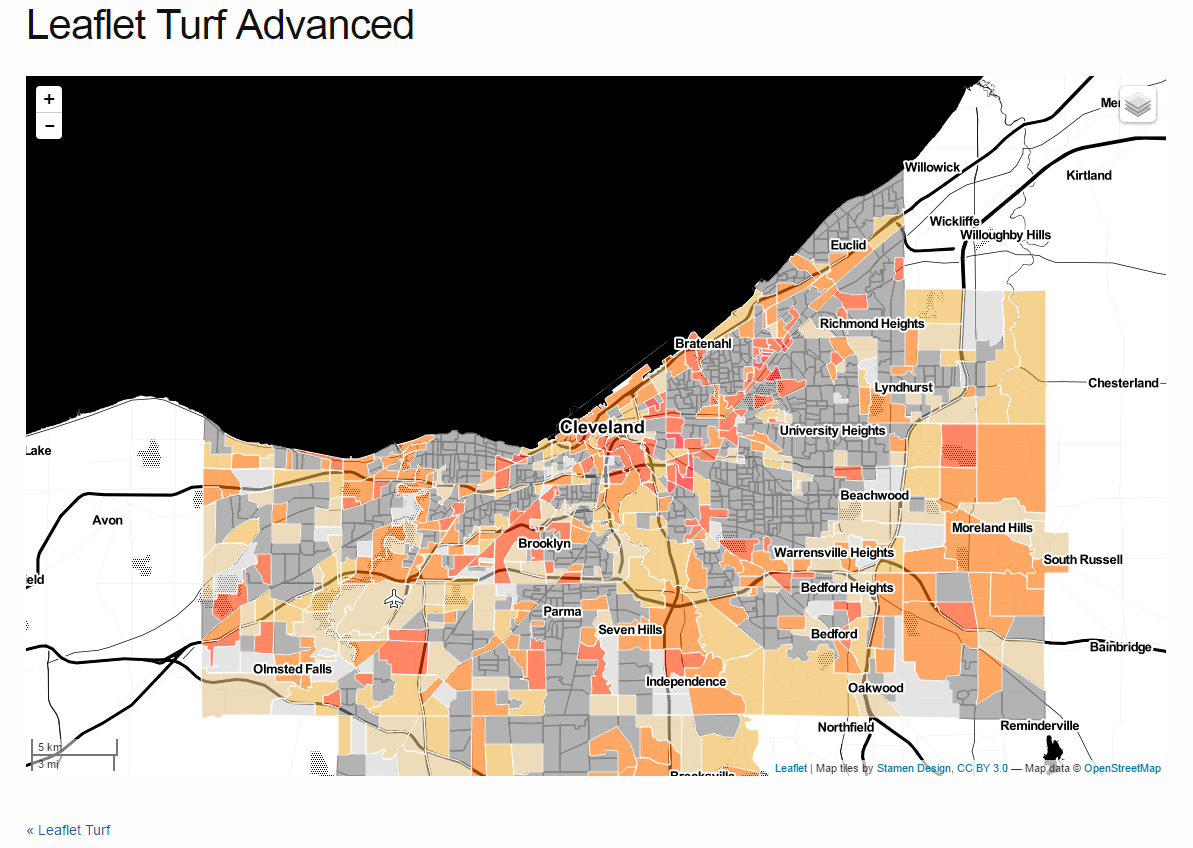 Leaflet Turf Advanced
+
−
Willowick
Kirtland
Wickliffe
Willoughby Hills
Euclid
Richmond Heights
Bratenahl
Chesterland
Lyndhurst
Cleveland
University Heights
Lake
Beachwood
Avon
Moreland Hills
Brooklyn
Warrensville Heights
South Russell
Bedford Heights
Parma
Seven Hills
Bedford
Bainbridge
Olmsted Falls
Independence
Oakwood
Northfield
Reminderville
5 km
3 mi
Leaflet | Map tiles by Stamen Design, CC BY 3.0 — Map data © OpenStreetMap
« Leaflet Turf